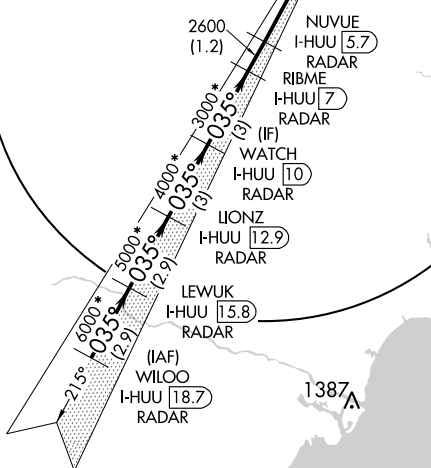 NUVUE
I-HUU 5.7
RADAR
2600
(1.2)
RIBME
I-HUU 7
RADAR
3000*
035°
(3)
(IF)
WATCH
I-HUU 10
RADAR
4000*
035°
(3)
LIONZ
I-HUU 12.9
RADAR
5000*
035°
(2.9)
LEWUK
I-HUU 15.8
RADAR
6000*
035°
(2.9)
(IAF)
WILOO
I-HUU 18.7
RADAR
215°
1387